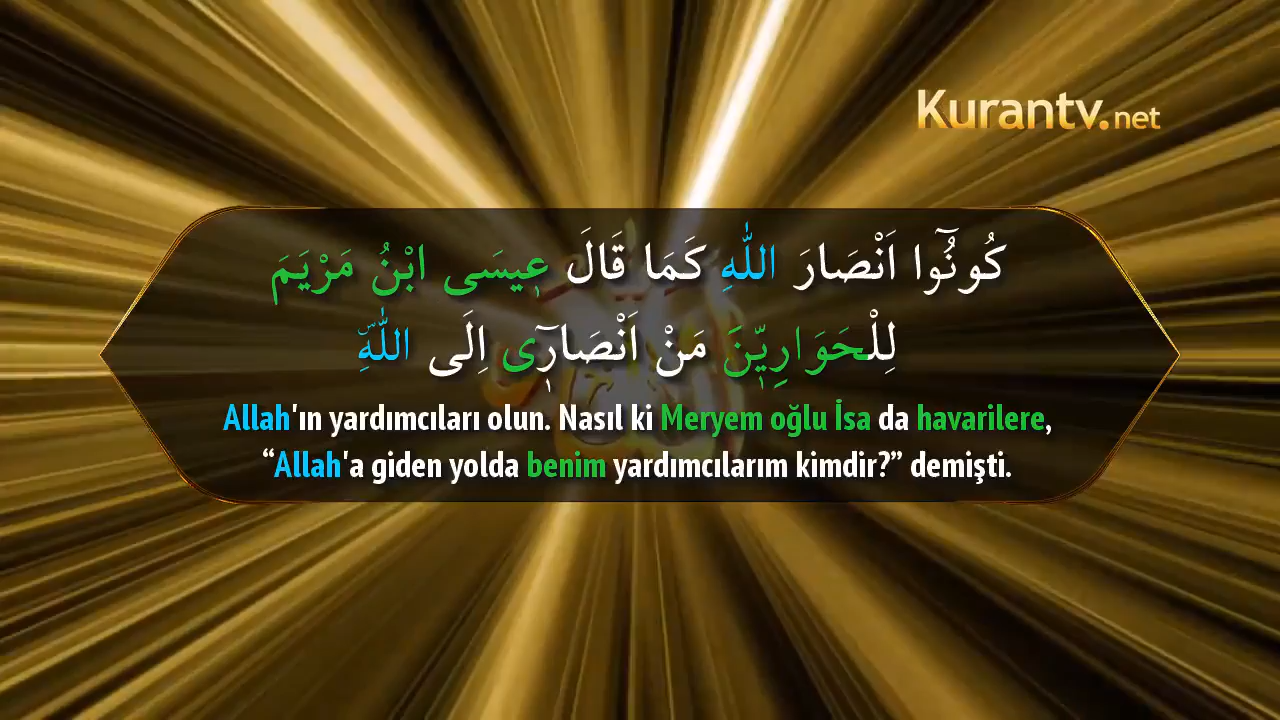 Kurantv.net
كُونُٓوا اَنْصَارَ اللّٰهِ كَمَا قَالَ ع۪يسَى ابْنُ مَرْيَمَ
لِلْحَوَارِيّ۪نَ مَنْ اَنْصَار۪ٓى اِلَى اللّٰهِۜ
Allah'ın yardımcıları olun. Nasıl ki Meryem oğlu İsa da havarilere,
“Allah'a giden yolda benim yardımcılarım kimdir?” demişti.